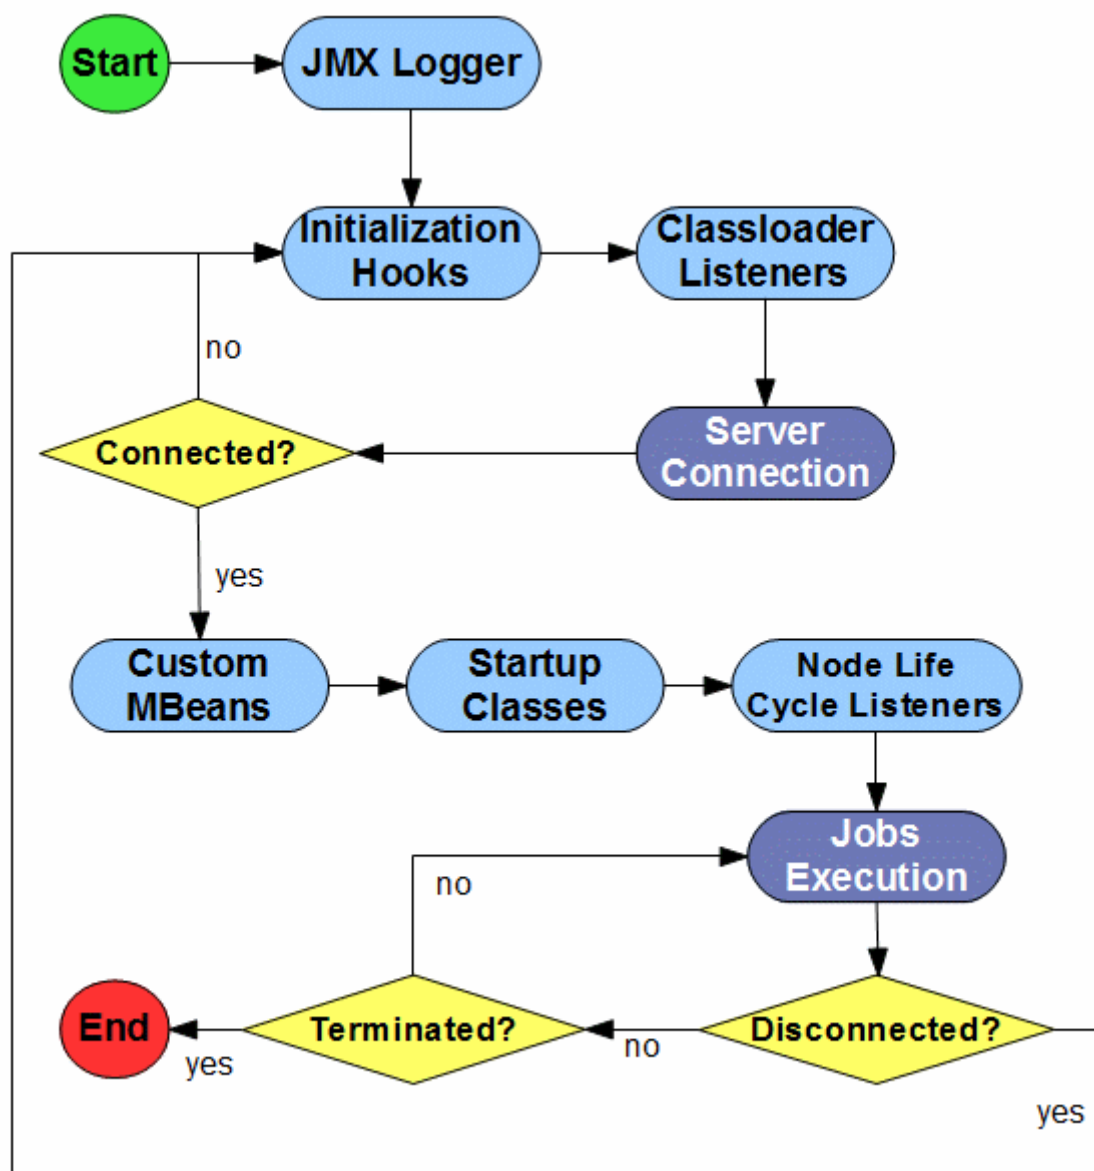 Start
JMX Logger
Initialization
Hooks
Classloader
Listeners
no
Connected?
Server
Connection
yes
Custom
MBeans
Startup
Classes
Node Life
Cycle Listeners
Jobs
Execution
no
End
yes
Terminated?
no
Disconnected?
yes